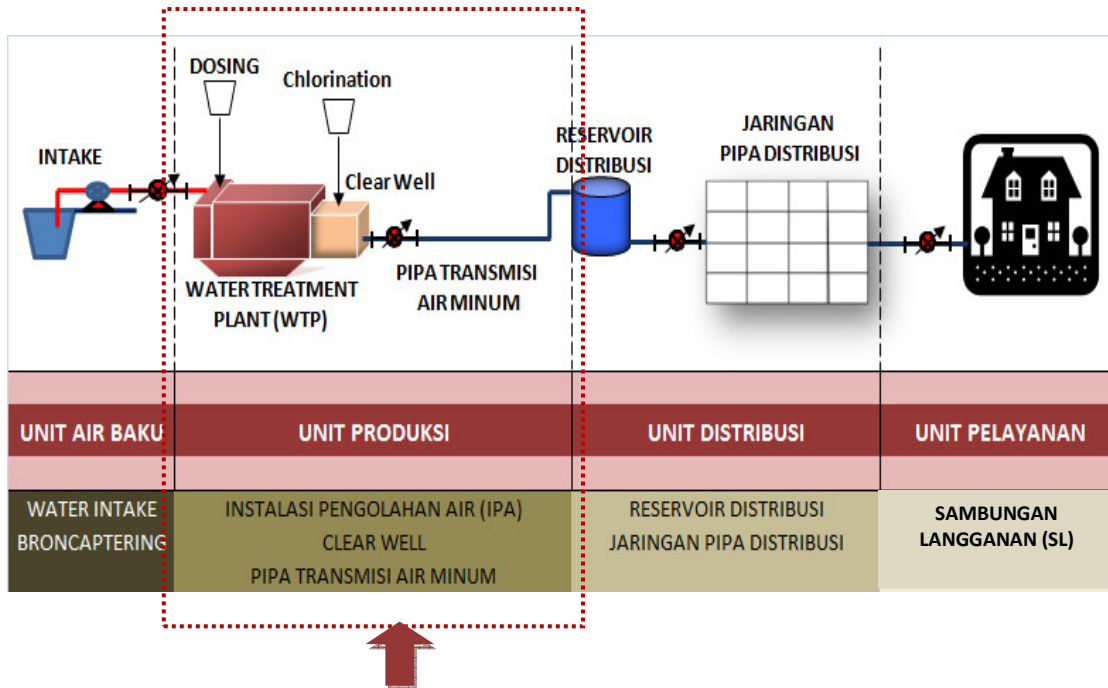 DOSING
Chlorination
INTAKE
Clear Well
WATER TREATMENT
PLANT (WTP)
PIPA TRANSMISI
AIR MINUM
RESERVOIR
DISTRIBUSI
JARINGAN
PIPA DISTRIBUSI
UNIT AIR BAKU
UNIT PRODUKSI
UNIT DISTRIBUSI
UNIT PELAYANAN
WATER INTAKE
BRONCAPTERING
INSTALASI PENGOLAHAN AIR (IPA)
CLEAR WELL
PIPA TRANSMISI AIR MINUM
RESERVOIR DISTRIBUSI
JARINGAN PIPA DISTRIBUSI
SAMBUNGAN
LANGGANAN (SL)